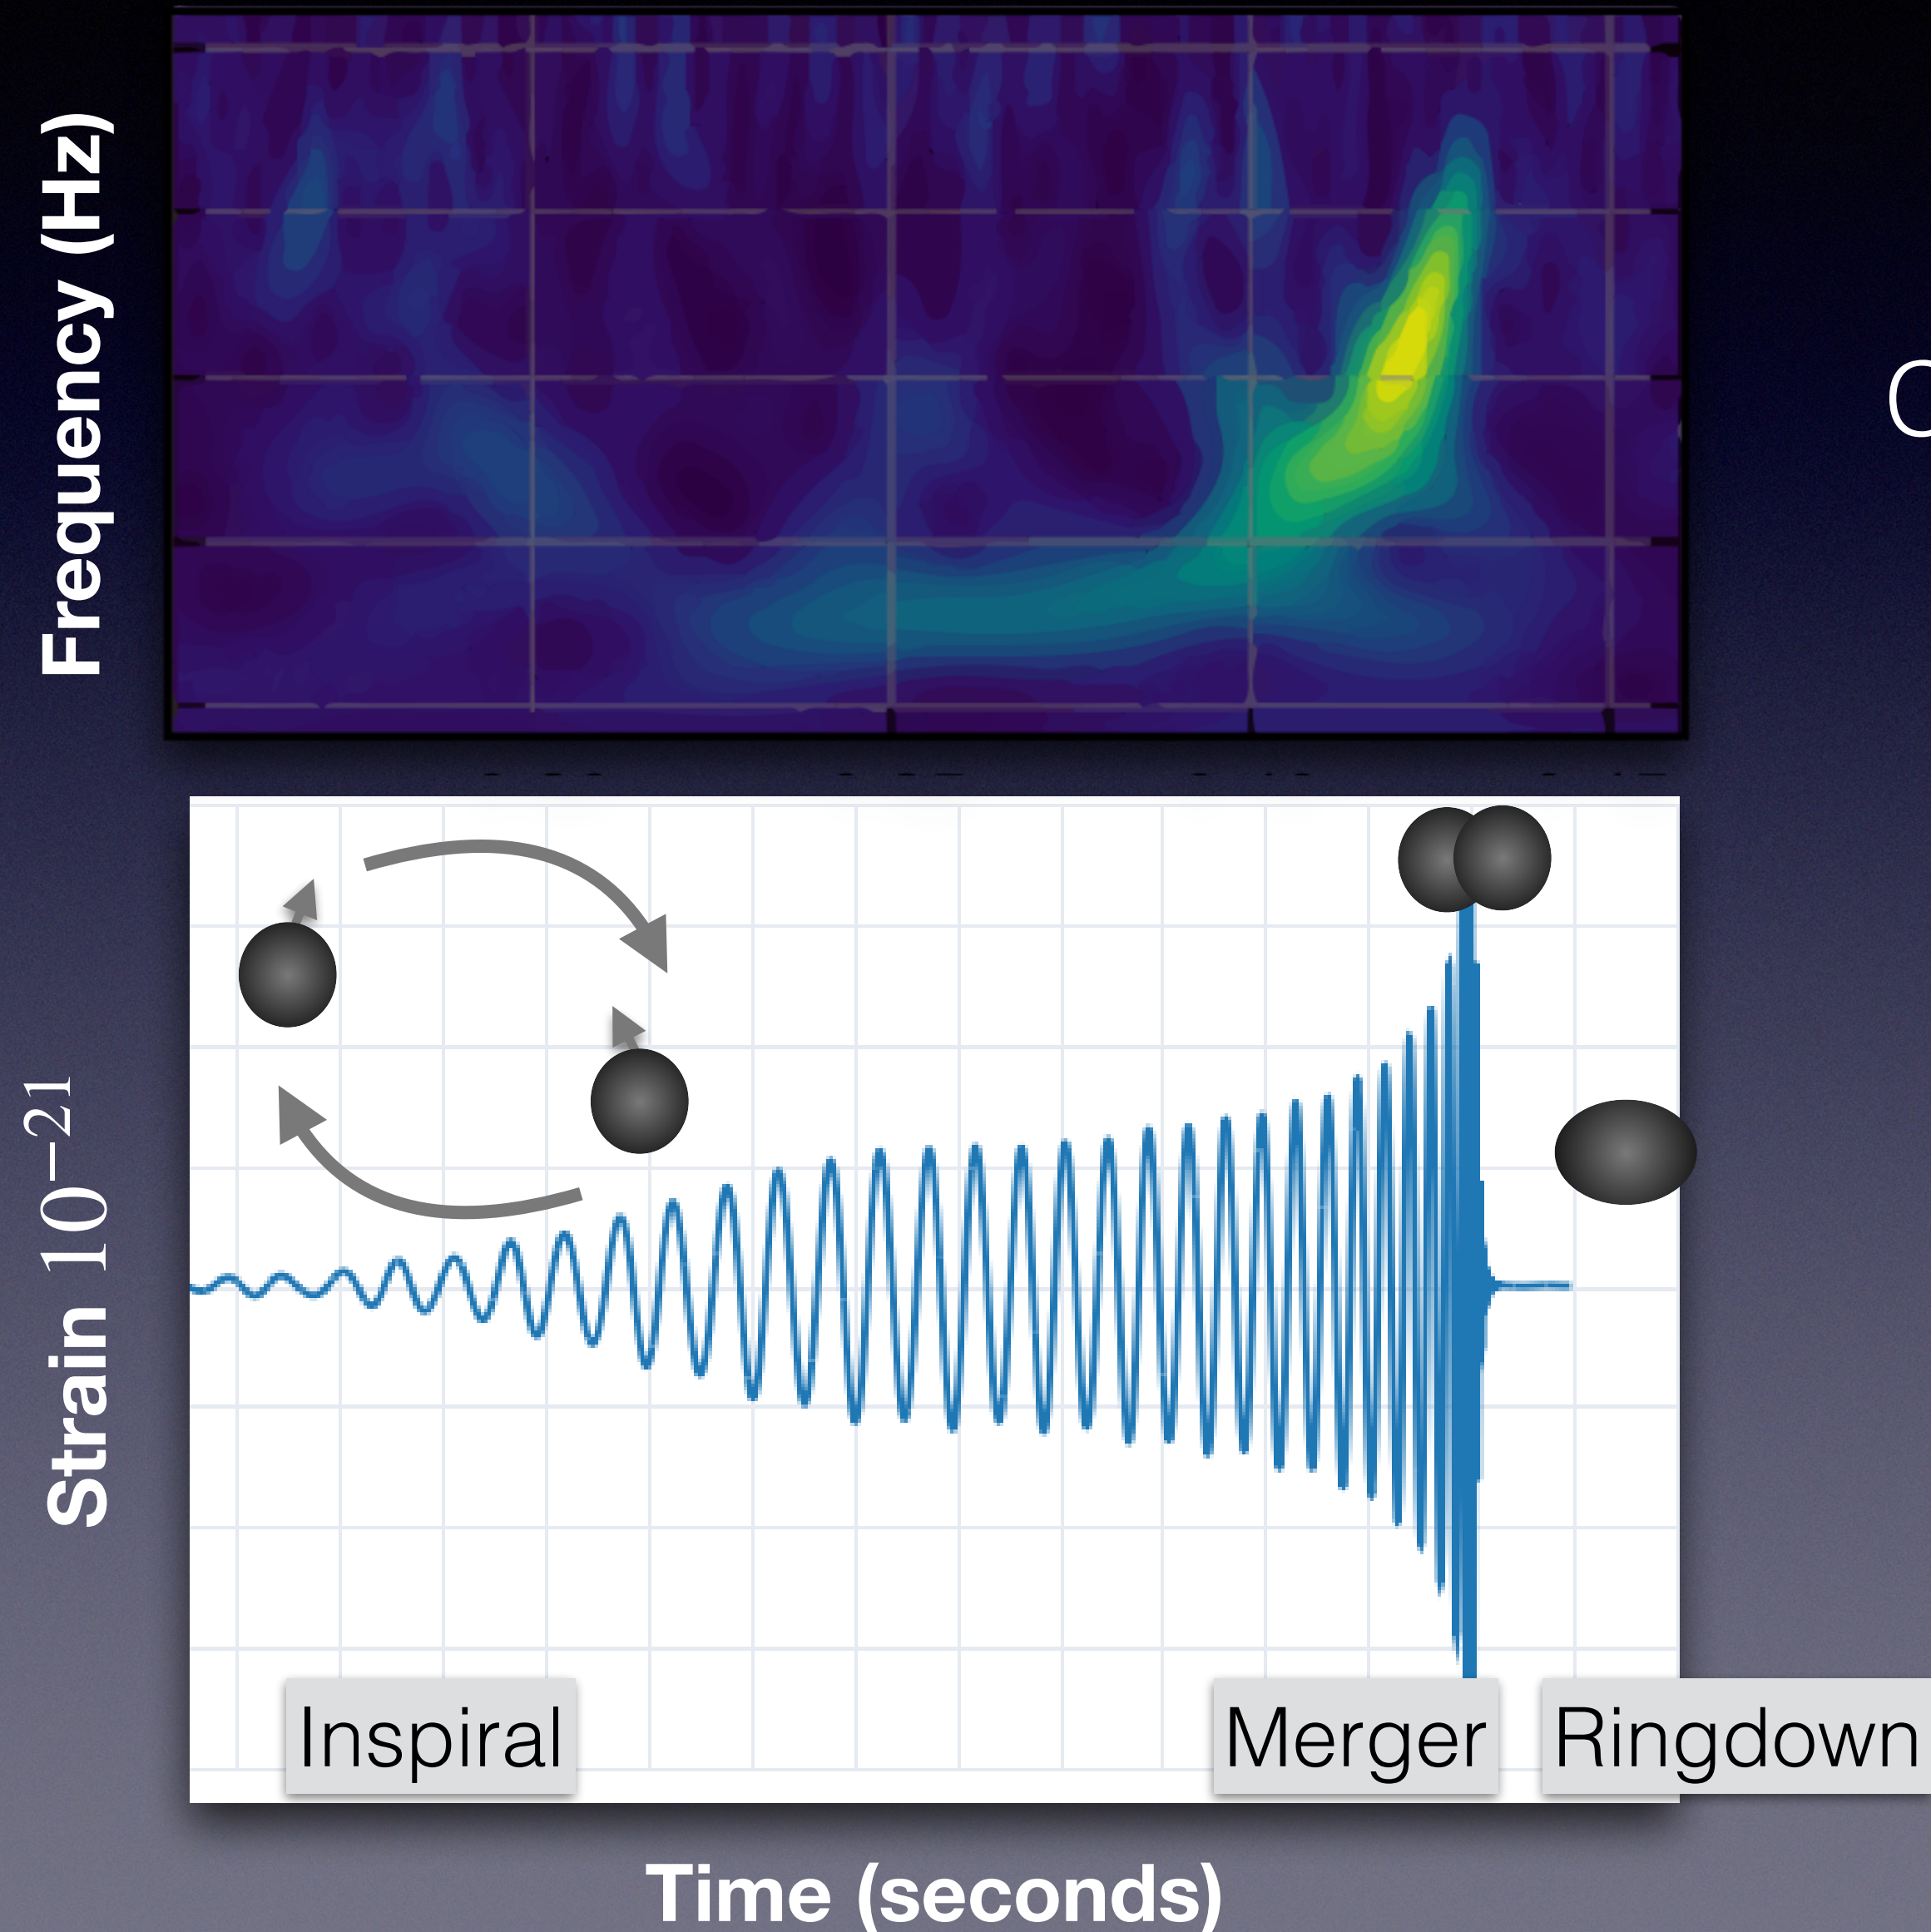 Frequency (Hz)
Strain 10⁻²¹
Inspiral
Merger
Ringdown
Time (seconds)